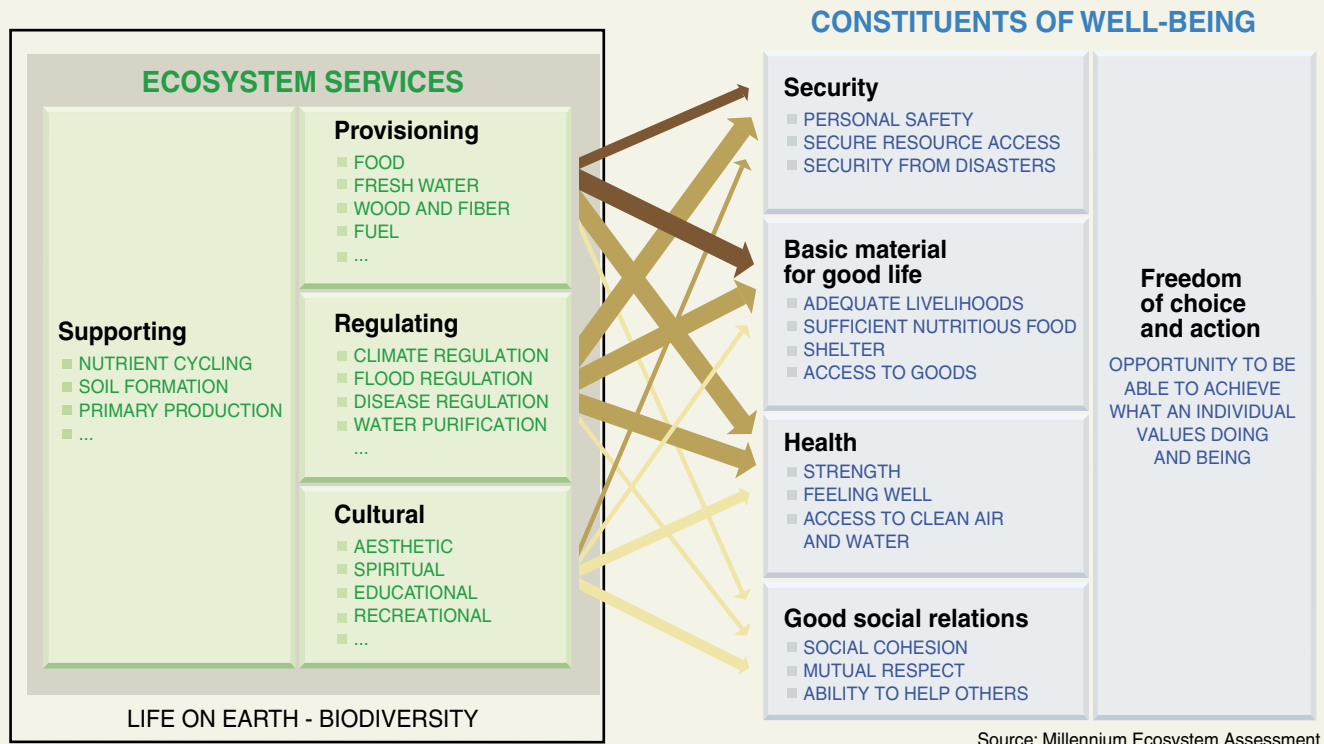 CONSTITUENTS OF WELL-BEING
ECOSYSTEM SERVICES
Supporting
NUTRIENT CYCLING
SOIL FORMATION
PRIMARY PRODUCTION
...
Provisioning
FOOD
FRESH WATER
WOOD AND FIBER
FUEL
...
Regulating
CLIMATE REGULATION
FLOOD REGULATION
DISEASE REGULATION
WATER PURIFICATION
...
Cultural
AESTHETIC
SPIRITUAL
EDUCATIONAL
RECREATIONAL
...
LIFE ON EARTH - BIODIVERSITY
Security
PERSONAL SAFETY
SECURE RESOURCE ACCESS
SECURITY FROM DISASTERS
Basic material
for good life
ADEQUATE LIVELIHOODS
SUFFICIENT NUTRITIOUS FOOD
SHELTER
ACCESS TO GOODS
Health
STRENGTH
FEELING WELL
ACCESS TO CLEAN AIR
AND WATER
Good social relations
SOCIAL COHESION
MUTUAL RESPECT
ABILITY TO HELP OTHERS
Freedom
of choice
and action
OPPORTUNITY TO BE
ABLE TO ACHIEVE
WHAT AN INDIVIDUAL
VALUES DOING
AND BEING
Source: Millennium Ecosystem Assessment